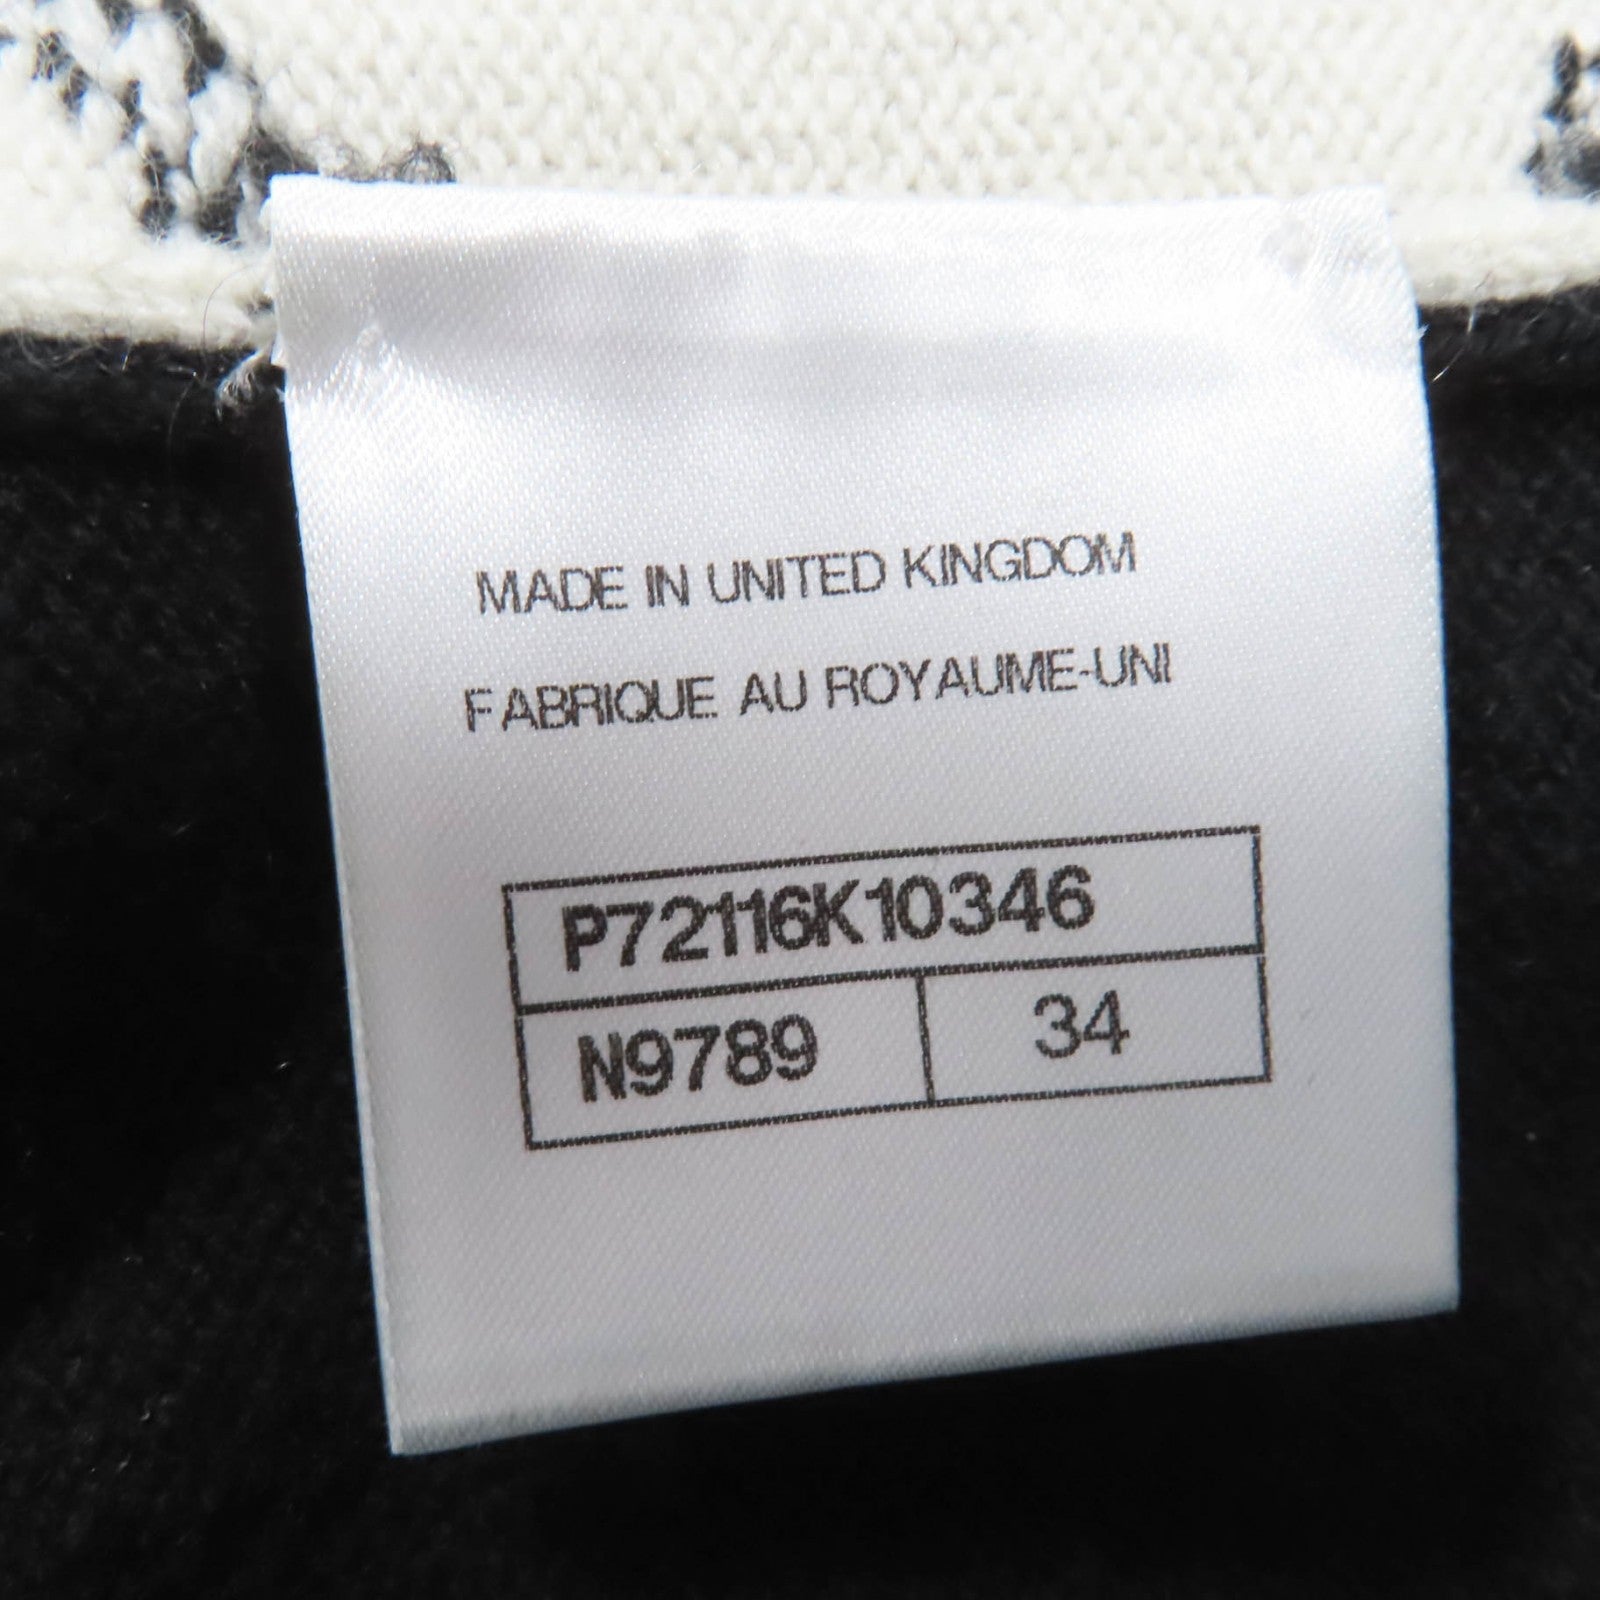 MADE IN UNITED KINGDOM
FABRIQUE AU ROYAUME-UNI
P72116K10346
N9789 34